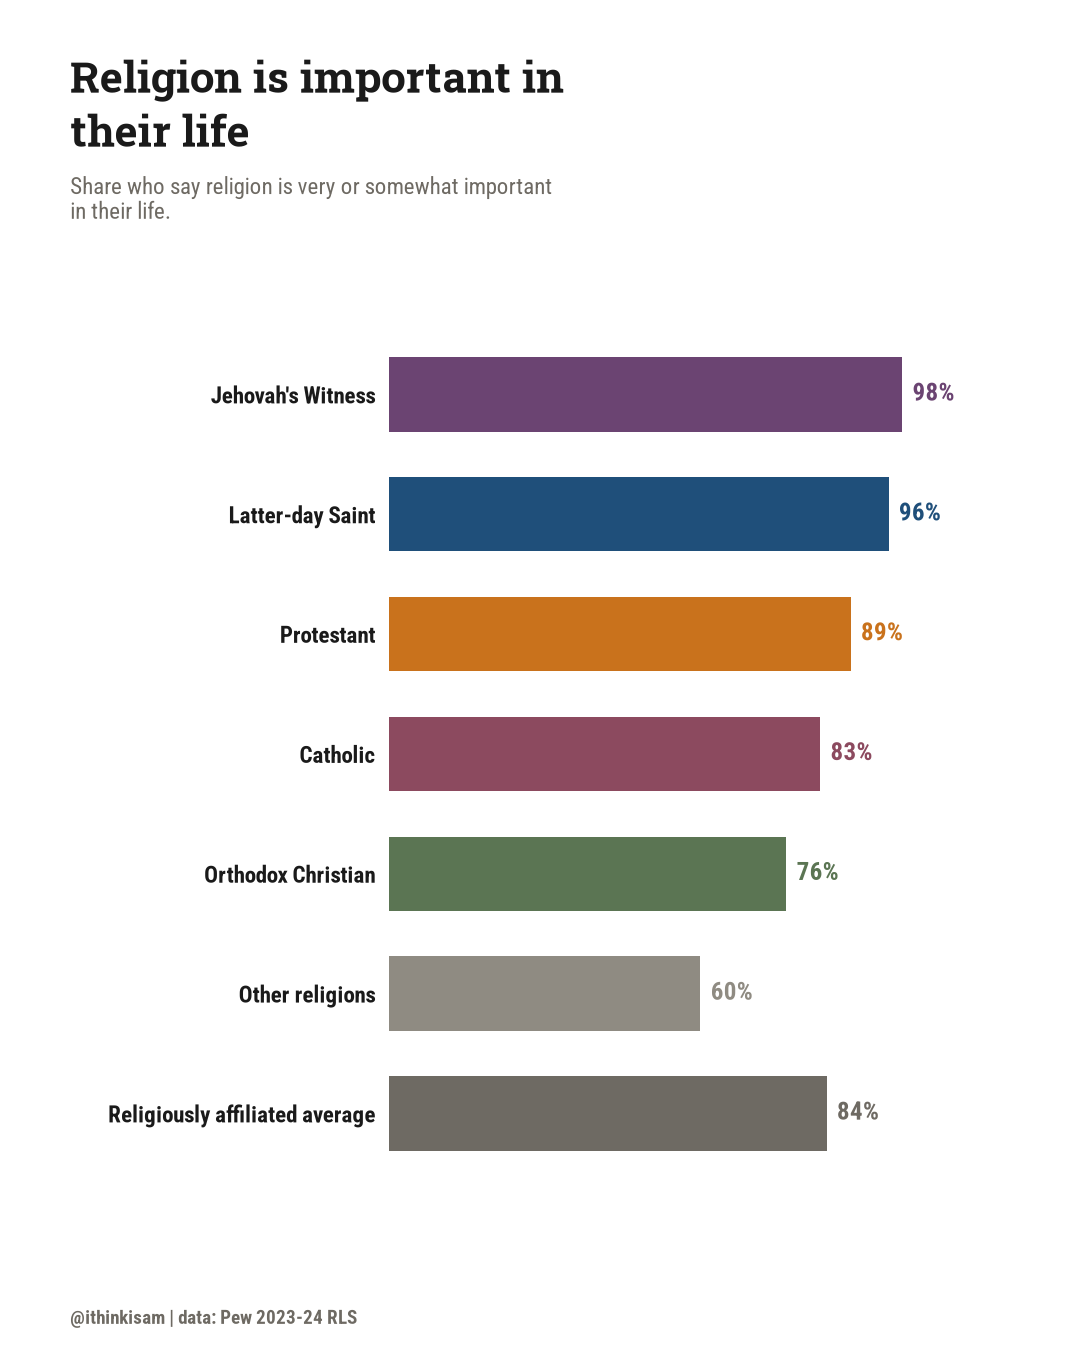 Religion is important in
their life
Share who say religion is very or somewhat important
in their life.
Jehovah's Witness 98%
Latter-day Saint 96%
Protestant 89%
Catholic 83%
Orthodox Christian 76%
Other religions 60%
Religiously affiliated average 84%
@ithinkisam | data: Pew 2023-24 RLS